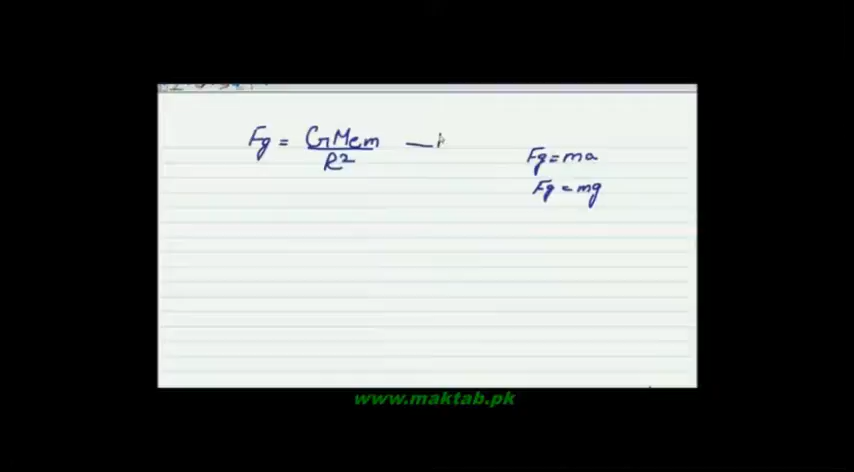 Fg = GMem —
R²
Fg = ma
Fg = mg
www.maktab.pk